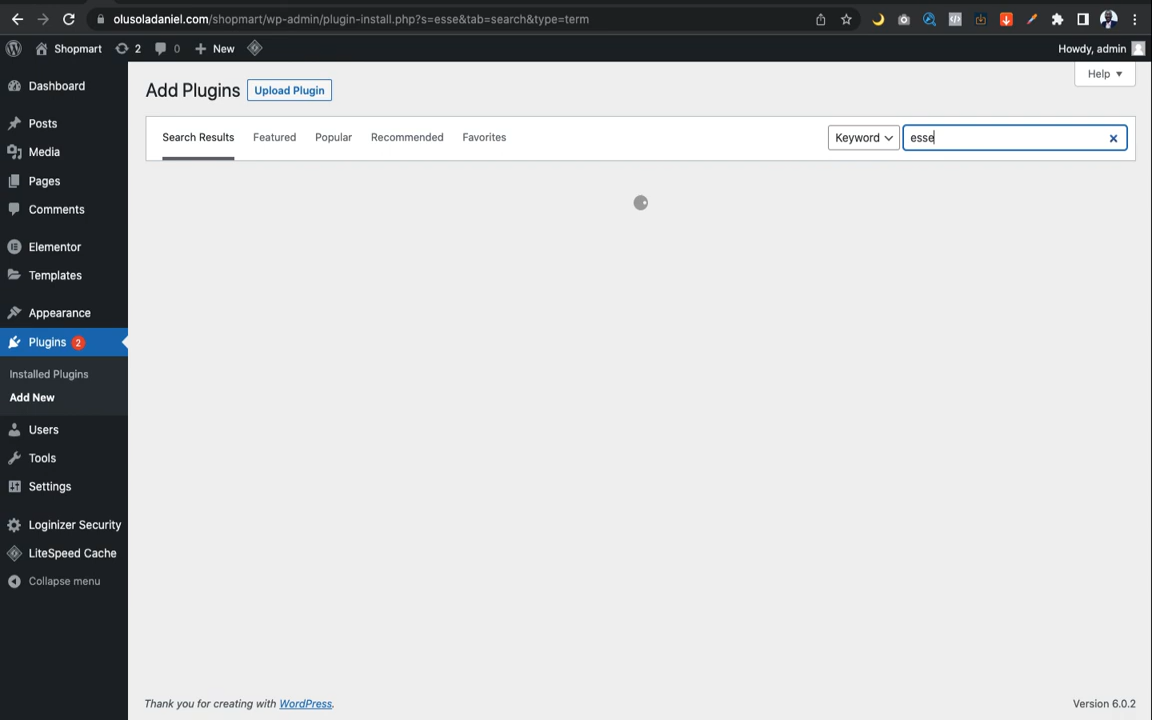 olusoladaniel.com/shopmart/wp-admin/plugin-install.php?s=esse&tab=search&type=term
Shopmart 2 0 New Howdy, admin
Help
Add Plugins Upload Plugin
Search Results Featured Popular Recommended Favorites Keyword esse
Dashboard
Posts
Media
Pages
Comments
Elementor
Templates
Appearance
Plugins 2
Installed Plugins
Add New
Users
Tools
Settings
Loginizer Security
LiteSpeed Cache
Collapse menu
Thank you for creating with WordPress. Version 6.0.2